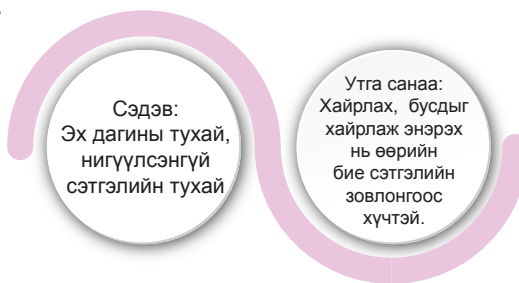 Сэдэв:
Эх дагины тухай,
нигүүлсэнгүй
сэтгэлийн тухай
Утга санаа:
Хайрлах, бусдыг
хайрлаж энэрэх
нь өөрийн
бие сэтгэлийн
зовлонгоос
хүчтэй.